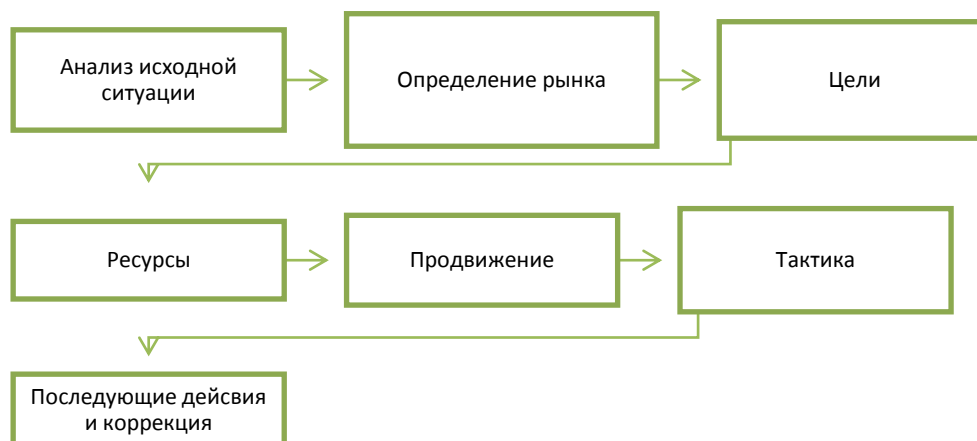 Анализ исходной
ситуации
Определение рынка
Цели
Ресурсы
Продвижение
Тактика
Последующие дейсвия
и коррекция